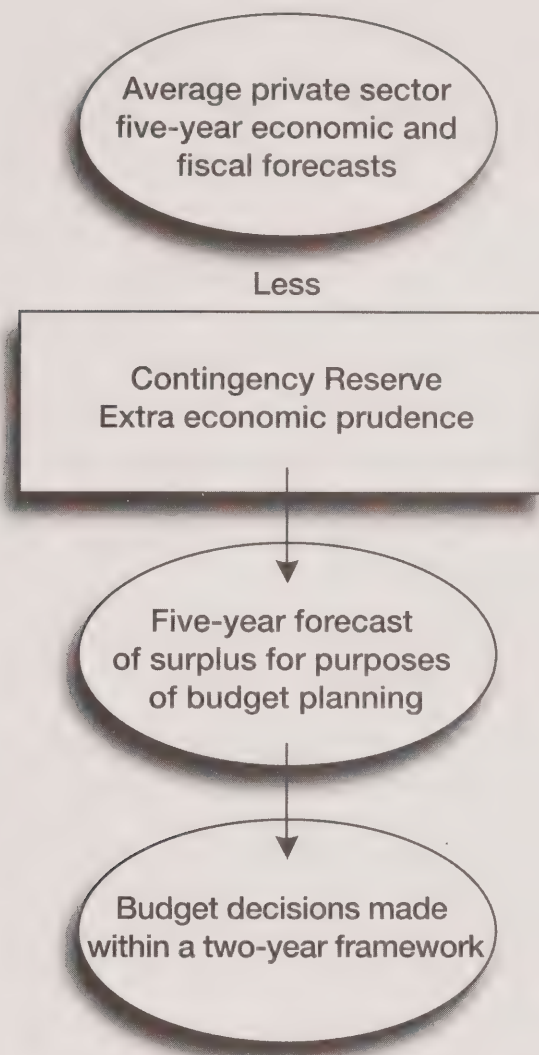 Average private sector
five-year economic and
fiscal forecasts
Less
Contingency Reserve
Extra economic prudence
Five-year forecast
of surplus for purposes
of budget planning
Budget decisions made
within a two-year framework